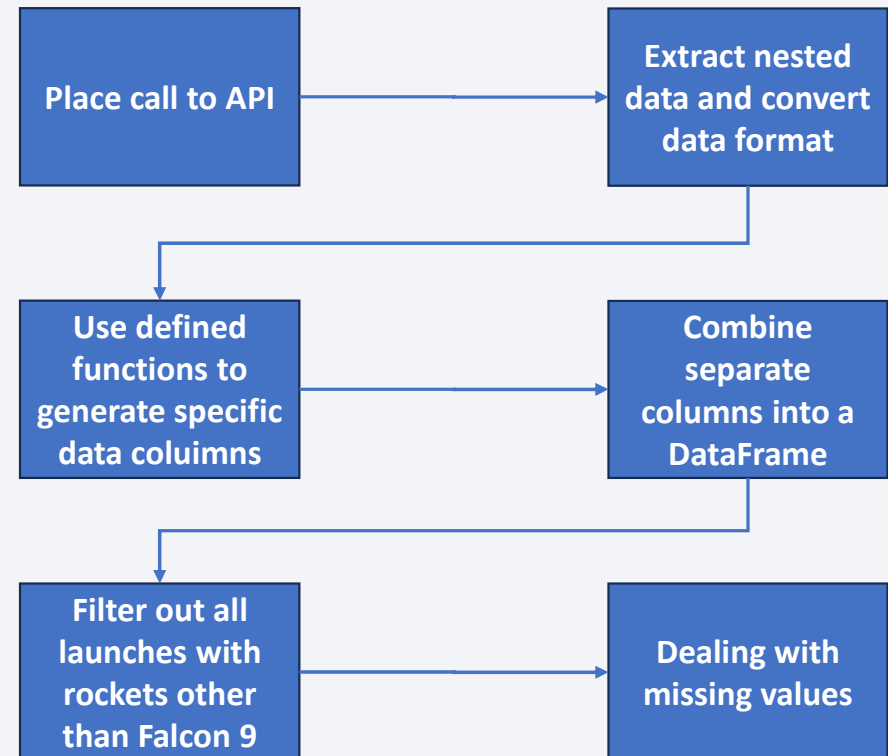 Place call to API
Extract nested
data and convert
data format
Use defined
functions to
generate specific
data coluimns
Combine
separate
columns into a
DataFrame
Filter out all
launches with
rockets other
than Falcon 9
Dealing with
missing values